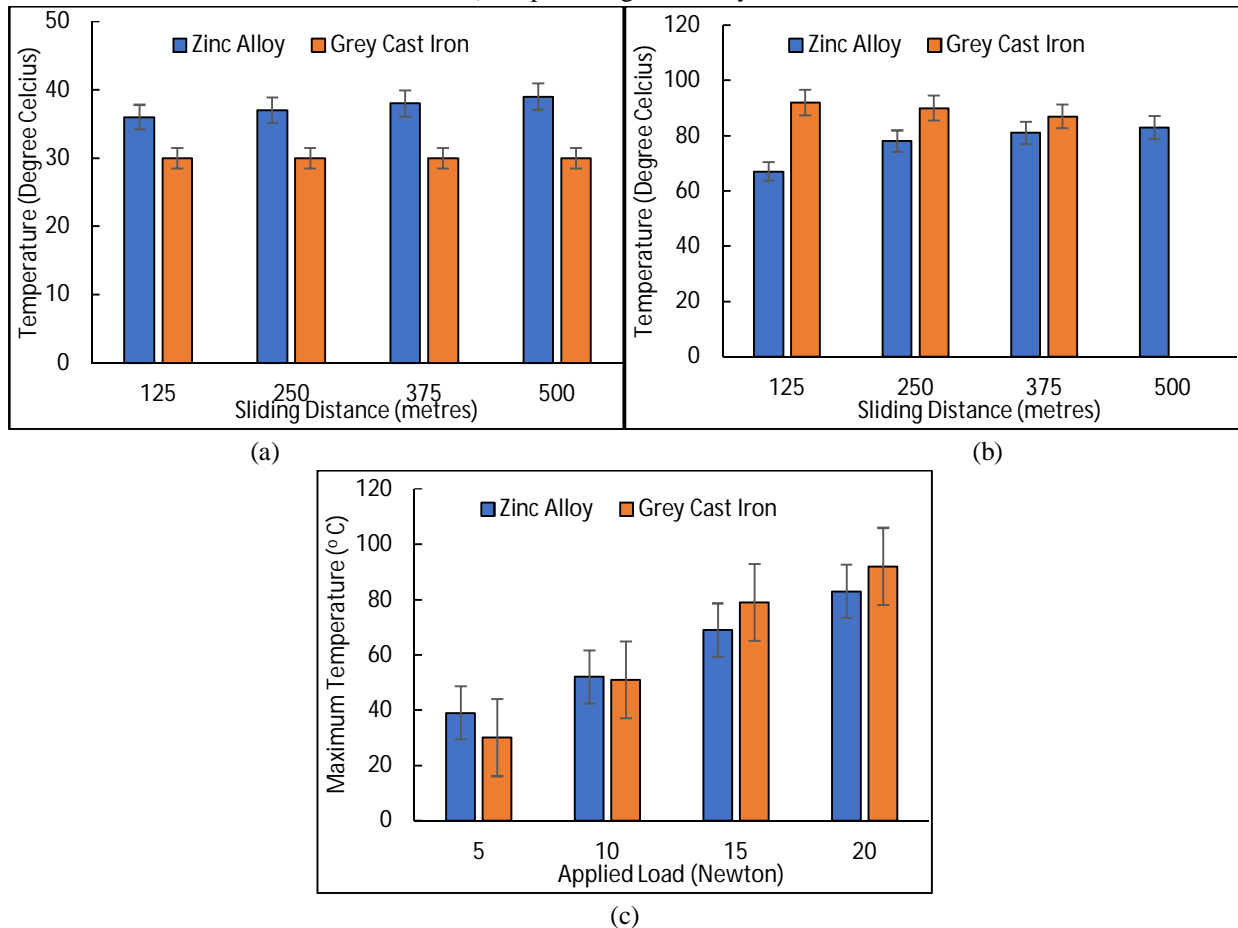 50
40
30
20
10
0
Temperature (Degree Celcius)
Zinc Alloy
Grey Cast Iron
125
250
375
500
Sliding Distance (metres)
(a)
120
100
80
60
40
20
0
Temperature (Degree Celcius)
Zinc Alloy
Grey Cast Iron
125
250
375
500
Sliding Distance (metres)
(b)
120
100
80
60
40
20
0
Maximum Temperature (° C)
Zinc Alloy
Grey Cast Iron
5
10
15
20
Applied Load (Newton)
(c)